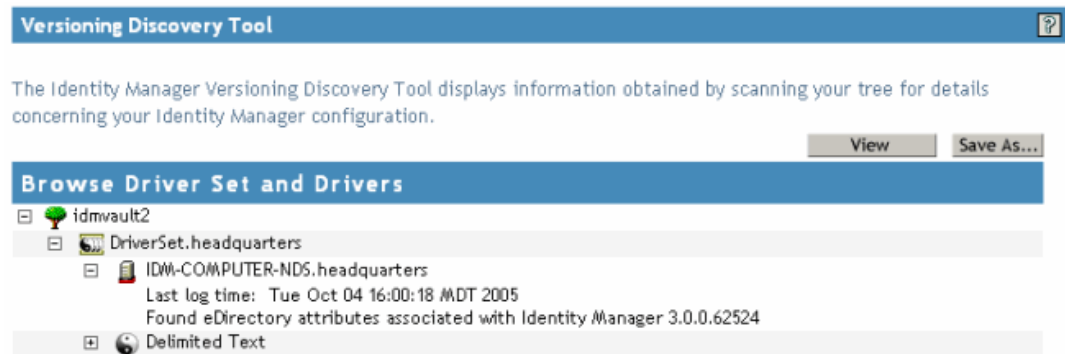 Versioning Discovery Tool
?
The Identity Manager Versioning Discovery Tool displays information obtained by scanning your tree for details
concerning your Identity Manager configuration.
View Save As...
Browse Driver Set and Drivers
idmvault2
DriverSet.headquarters
IDM-COMPUTER-NDS.headquarters
Last log time: Tue Oct 04 16:00:18 MDT 2005
Found eDirectory attributes associated with Identity Manager 3.0.0.62524
Delimited Text